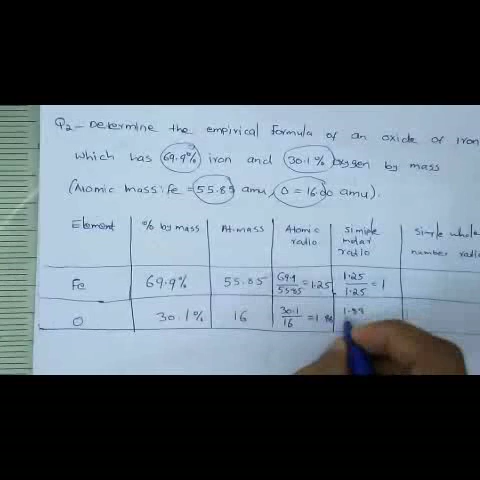 Q2- Determine the empirical formula of an oxide of iron
which has 69.9% iron and 30.1% oxygen by mass
(Atomic mass: Fe = 55.85 amu, O = 16.00 amu).
Element % by mass At.mass Atomic radio Simple molar radio Simple whole number radio
Fe 69.9% 55.85 69.9/55.85 = 1.25 1.25/1.25 = 1
O 30.1% 16 30.1/16 = 1.88 1.88